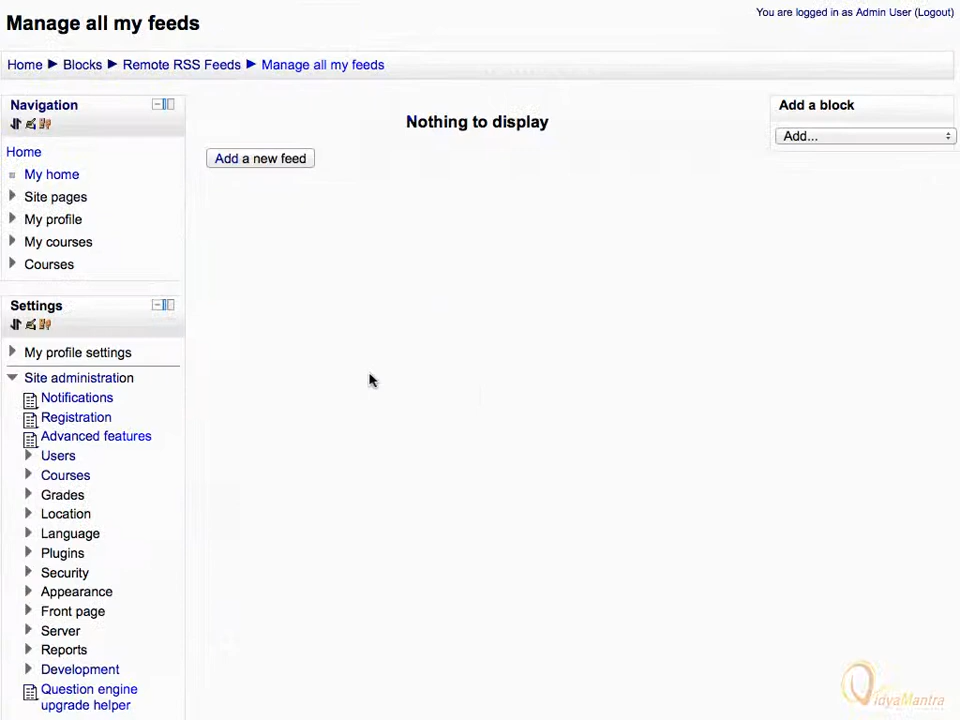 Manage all my feeds
You are logged in as Admin User (Logout)
Home ► Blocks ► Remote RSS Feeds ► Manage all my feeds
Navigation
Home
My home
Site pages
My profile
My courses
Courses
Settings
My profile settings
Site administration
Notifications
Registration
Advanced features
Users
Courses
Grades
Location
Language
Plugins
Security
Appearance
Front page
Server
Reports
Development
Question engine
upgrade helper
Nothing to display
Add a new feed
Add a block
Add...
VidyaMantra